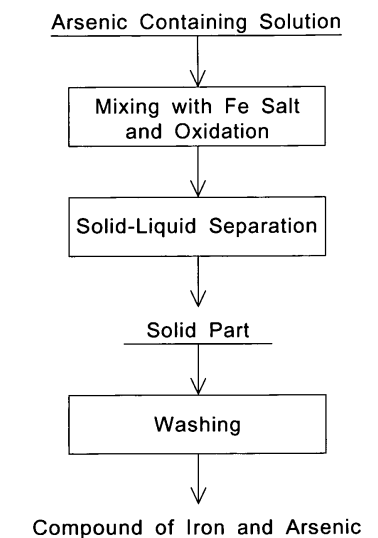 Arsenic Containing Solution
Mixing with Fe Salt
and Oxidation
Solid-Liquid Separation
Solid Part
Washing
Compound of Iron and Arsenic